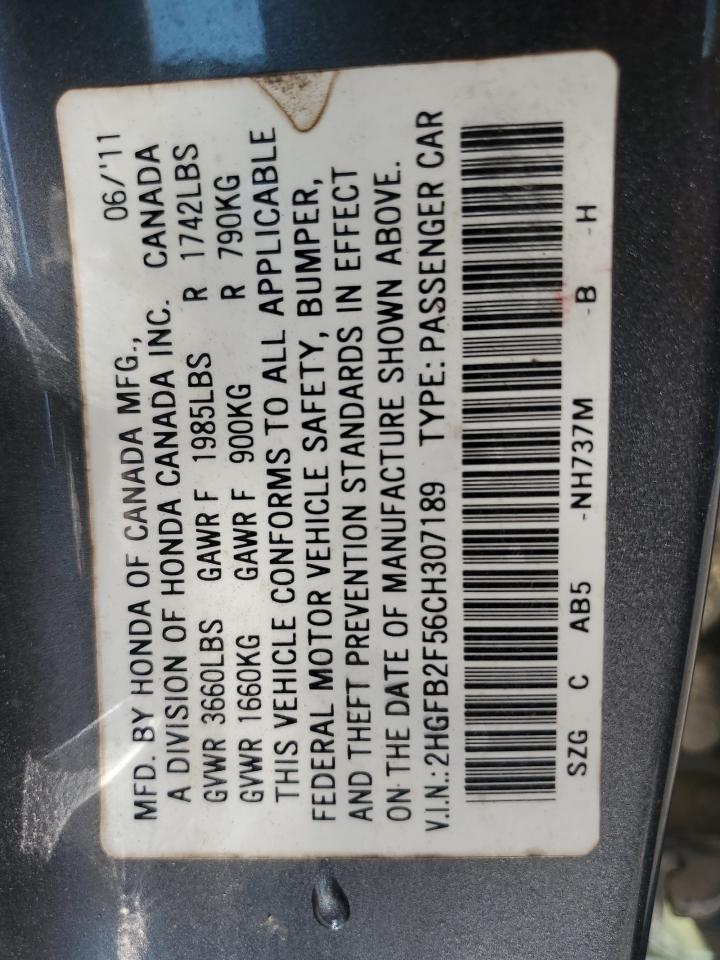 MFD. BY HONDA OF CANADA MFG., 06/'11
A DIVISION OF HONDA CANADA INC. CANADA
GVWR 3660LBS GAWR F 1985LBS R 1742LBS
GVWR 1660KG GAWR F 900KG R 790KG
THIS VEHICLE CONFORMS TO ALL APPLICABLE
FEDERAL MOTOR VEHICLE SAFETY, BUMPER,
AND THEFT PREVENTION STANDARDS IN EFFECT
ON THE DATE OF MANUFACTURE SHOWN ABOVE.
V.I.N.: 2HGFB2F56CH307189 TYPE: PASSENGER CAR
SZG C AB5 -NH737M -B -H